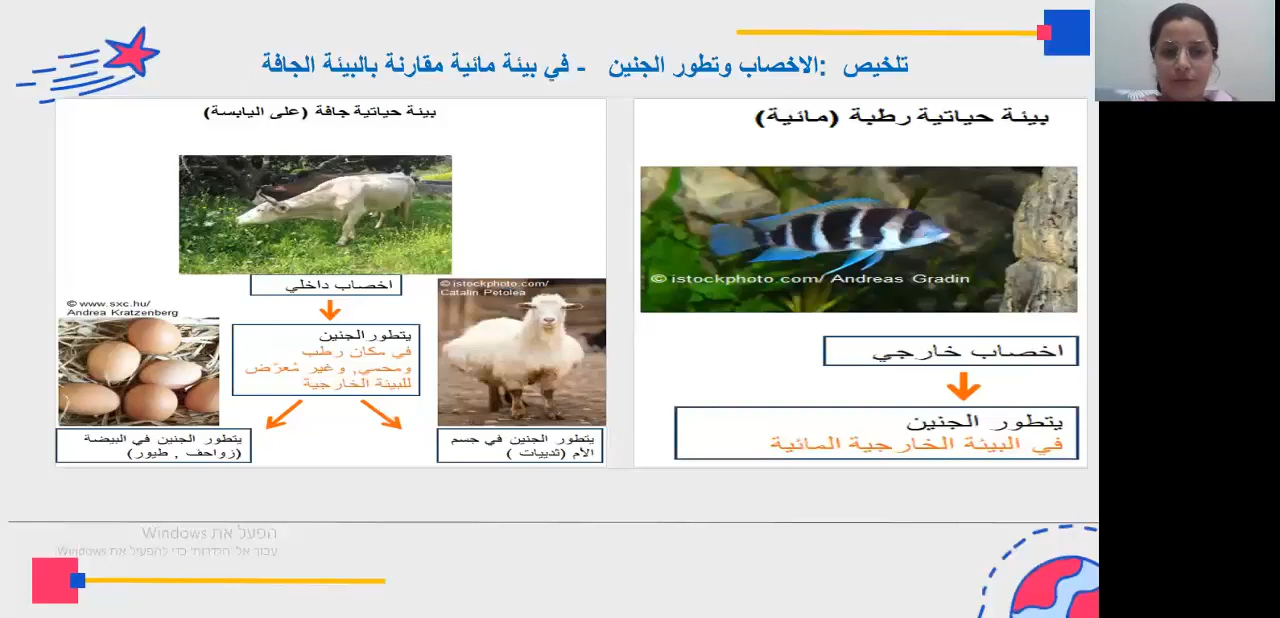 تلخيص :الاخصاب وتطور الجنين - في بيئة مائية مقارنة بالبيئة الجافة
بيئة حياتية رطبة (مائية)
© istockphoto.com/ Andreas Gradin
اخصاب خارجي
يتطور الجنين
في البيئة الخارجية المائية
بيئة حياتية جافة (على اليابسة)
اخصاب داخلي
© istockphoto.com/
Catalin Petolea
© www.sxc.hu/
Andrea Kratzenberg
يتطور الجنين
في مكان رطب
ومحمي, وغير مُعرّض
للبيئة الخارجية
يتطور الجنين في جسم
الأم (ثدييات )
يتطور الجنين في البيضة
(زواحف , طيور)
הפעל את Windows
עבור אל 'הגדרות' כדי להפעיל את Windows